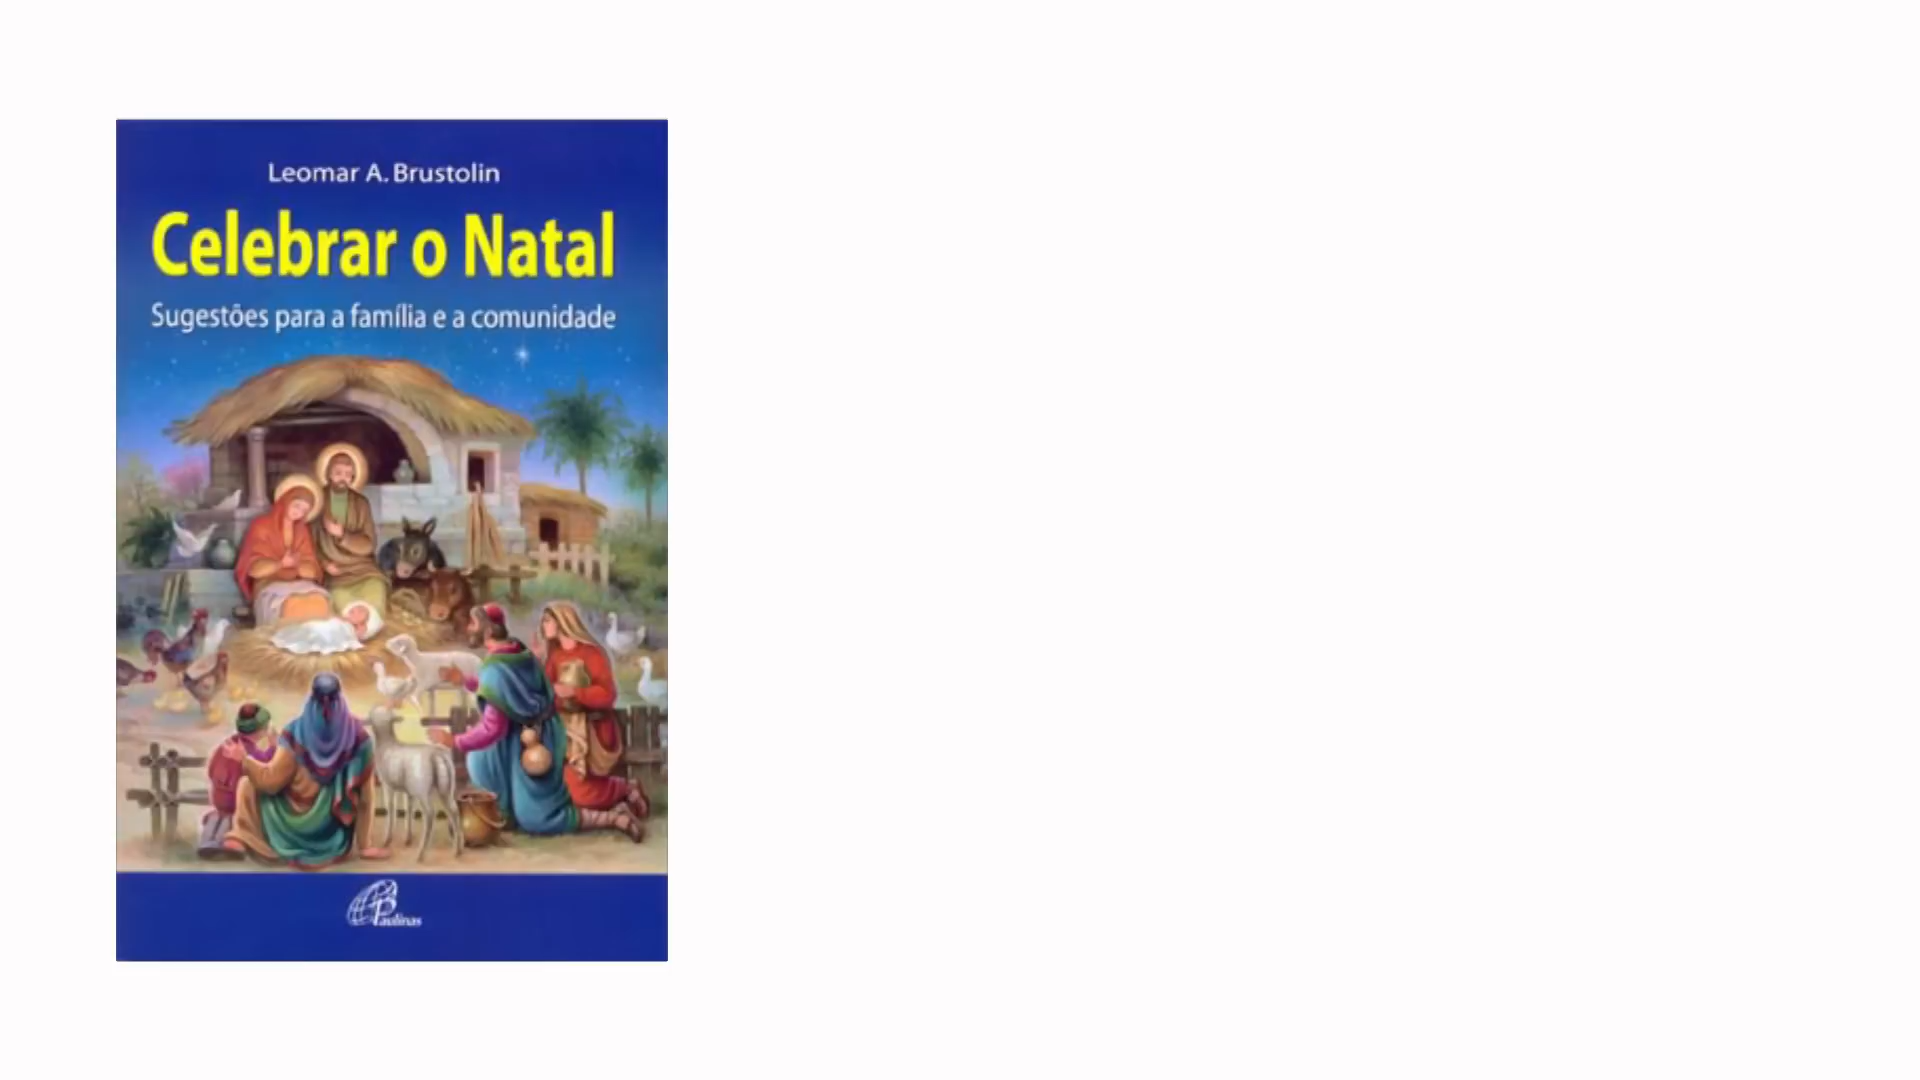 Leomar A. Brustolin
Celebrar o Natal
Sugestões para a família e a comunidade
Paulinas